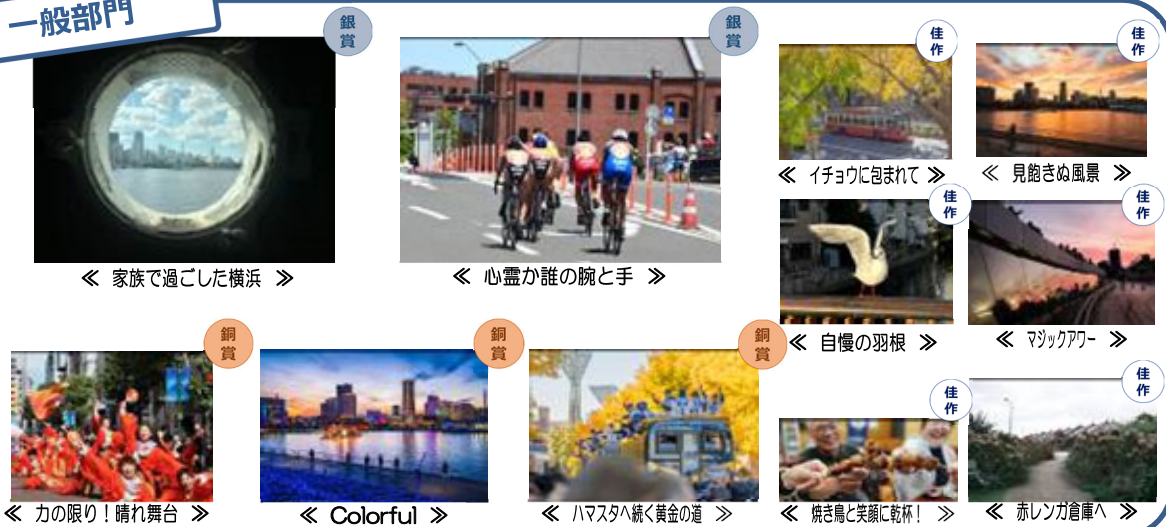 一般部門
銀賞
≪ 家族で過ごした横浜 ≫
銀賞
≪ 心霊か誰の腕と手 ≫
佳作
≪ イチョウに包まれて ≫
佳作
≪ 見飽きぬ風景 ≫
佳作
≪ 自慢の羽根 ≫
佳作
≪ マジックアワー ≫
銅賞
≪ 力の限り！晴れ舞台 ≫
銅賞
≪ Colorful ≫
銅賞
≪ ハマスタへ続く黄金の道 ≫
佳作
≪ 焼き鳥と笑顔に乾杯！ ≫
佳作
≪ 赤レンガ倉庫へ ≫